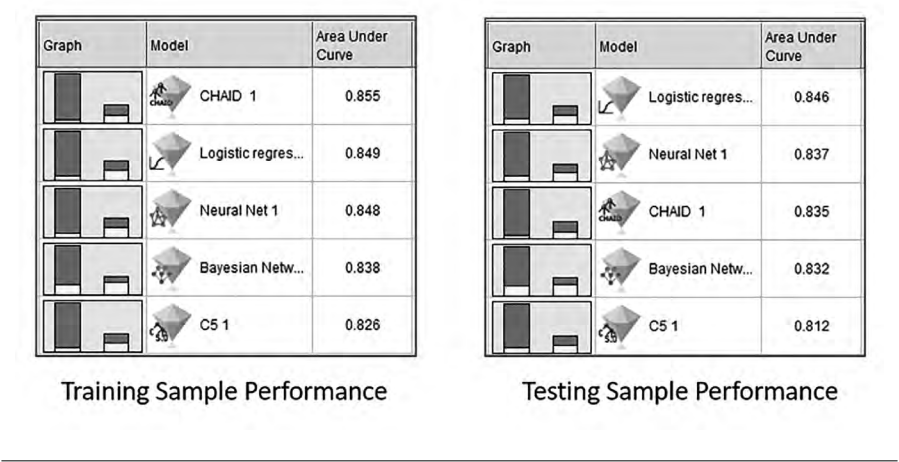 Graph Model Area Under Curve
CHAID 1 0.855
Logistic regres... 0.849
Neural Net 1 0.848
Bayesian Netw... 0.838
C5 1 0.826
Training Sample Performance
Graph Model Area Under Curve
Logistic regres... 0.846
Neural Net 1 0.837
CHAID 1 0.835
Bayesian Netw... 0.832
C5 1 0.812
Testing Sample Performance